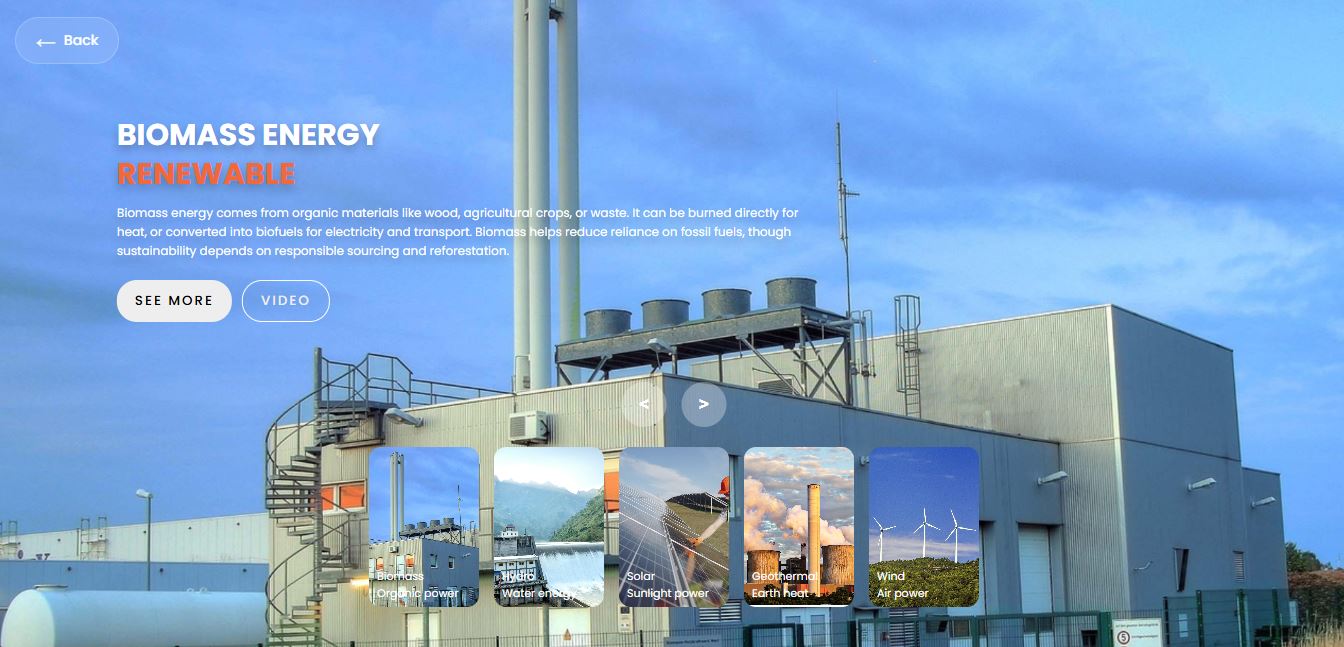 ← Back
BIOMASS ENERGY
RENEWABLE
Biomass energy comes from organic materials like wood, agricultural crops, or waste. It can be burned directly for
heat, or converted into biofuels for electricity and transport. Biomass helps reduce reliance on fossil fuels, though
sustainability depends on responsible sourcing and reforestation.
SEE MORE
VIDEO
< >
Biomass
Organic power
Hydro
Water energy
Solar
Sunlight power
Geothermal
Earth heat
Wind
Air power
5